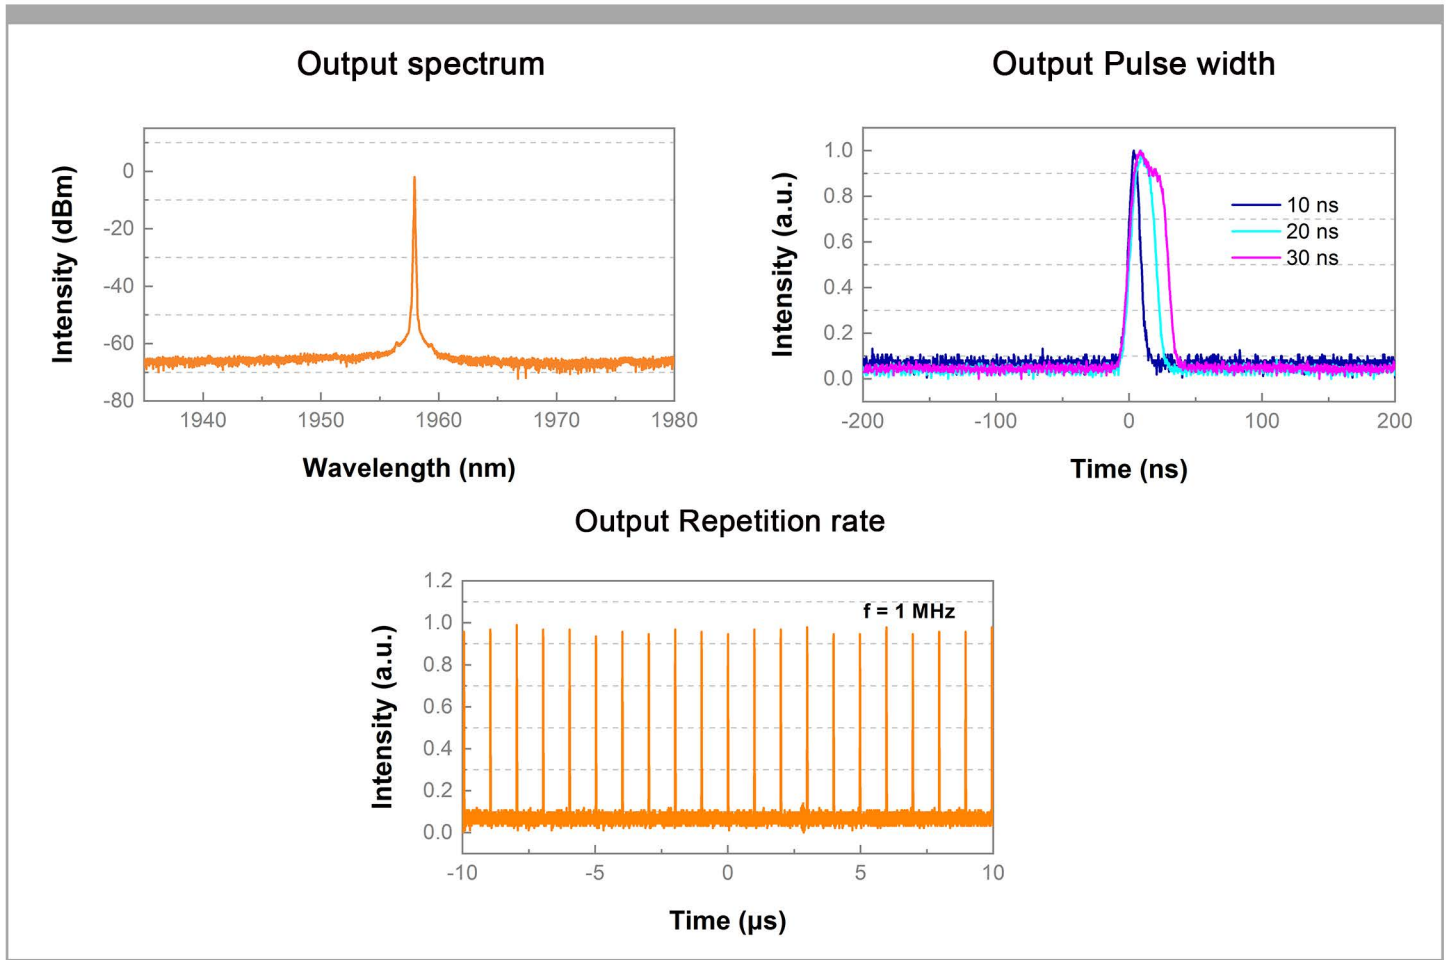 Output spectrum
Intensity (dBm)
0
-20
-40
-60
-80
1940
1950
1960
1970
1980
Wavelength (nm)
Output Pulse width
Intensity (a.u.)
1.0
0.8
0.6
0.4
0.2
0.0
10 ns
20 ns
30 ns
-200
-100
0
100
200
Time (ns)
Output Repetition rate
Intensity (a.u.)
1.2
1.0
0.8
0.6
0.4
0.2
0.0
f = 1 MHz
-10
-5
0
5
10
Time (μs)